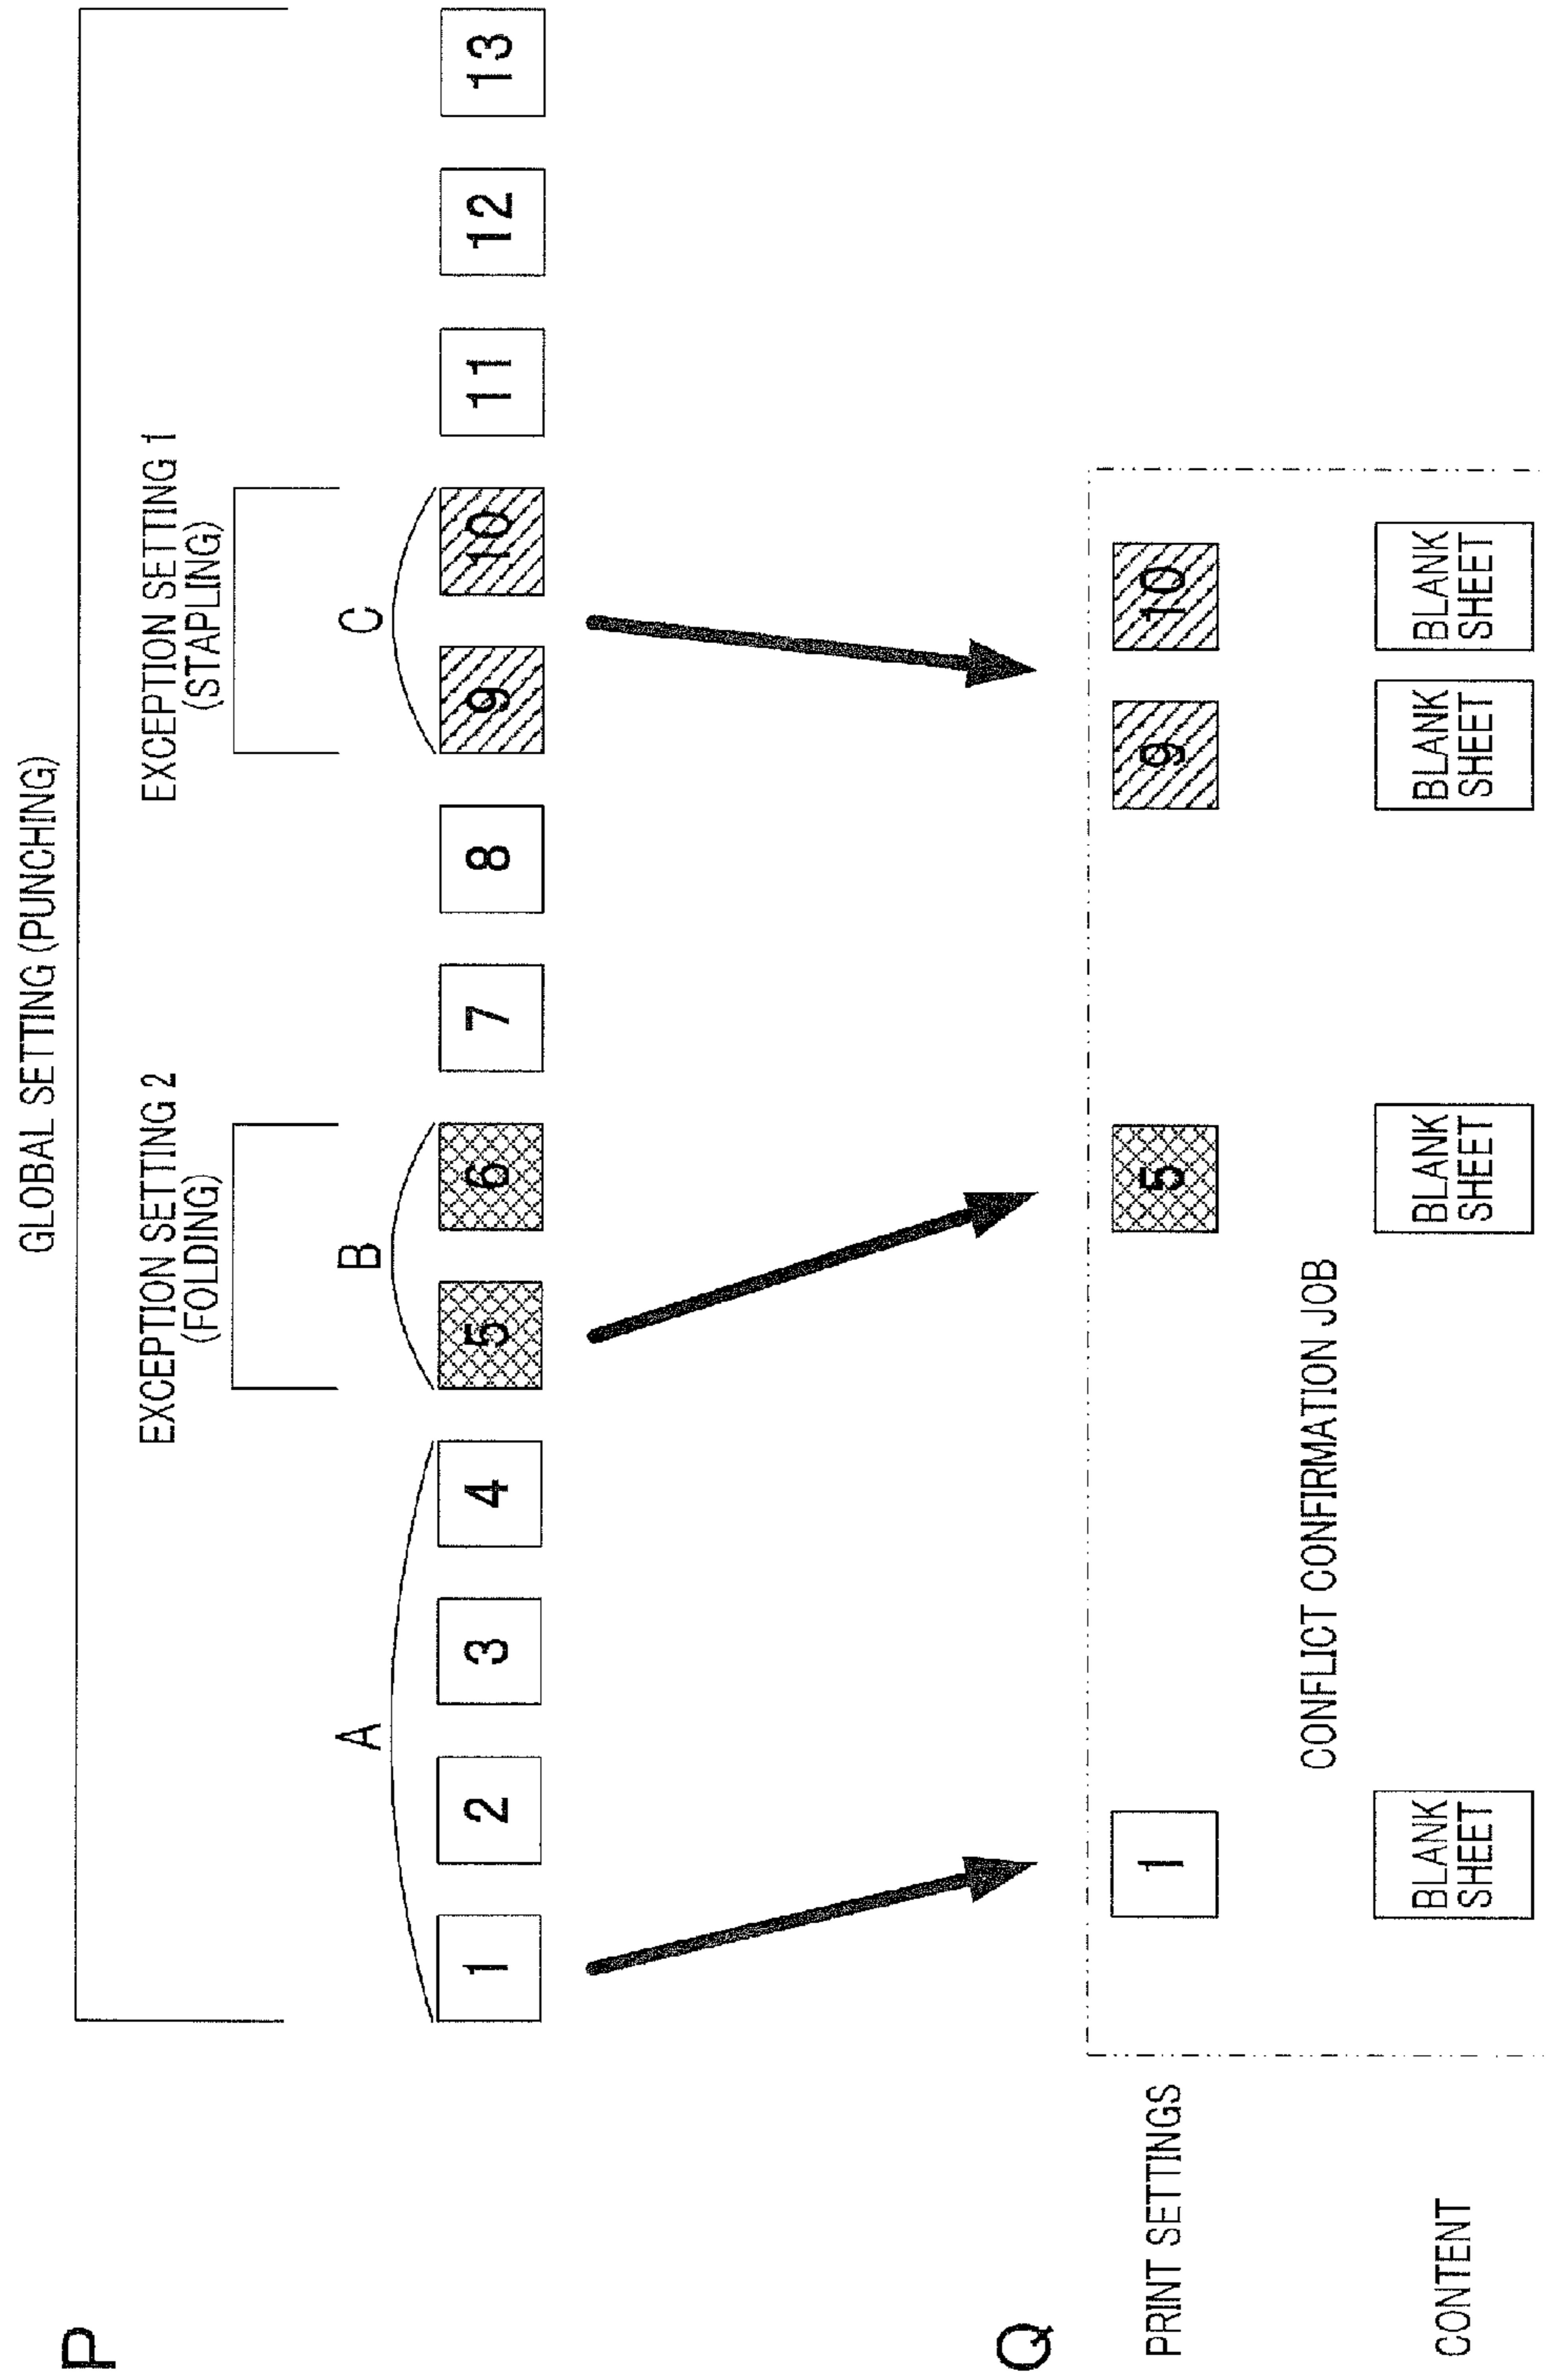 P
GLOBAL SETTING (PUNCHING)
EXCEPTION SETTING 2
(FOLDING)
EXCEPTION SETTING 1
(STAPLING)
A
B
C
1 2 3 4 5 6 7 8 9 10 11 12 13
Q
PRINT SETTINGS
1 5 9 10
CONFLICT CONFIRMATION JOB
CONTENT
BLANK
SHEET
BLANK
SHEET
BLANK
SHEET
BLANK
SHEET